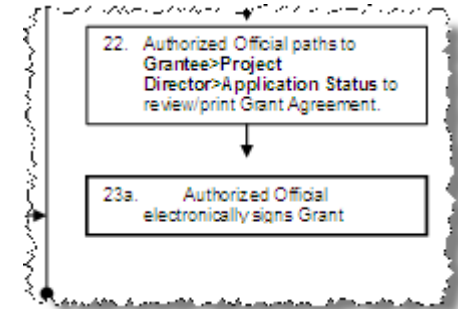 22. Authorized Official paths to
Grantee>Project
Director>Application Status to
review/print Grant Agreement.
23a. Authorized Official
electronically signs Grant